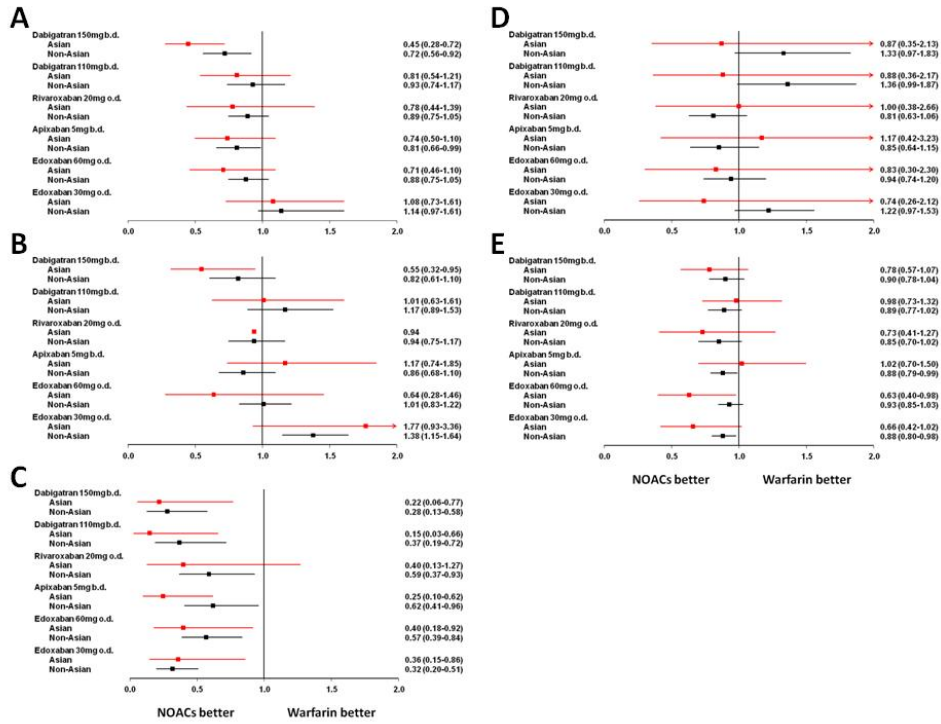 A
Dabigatran 150mg b.d.
Asian 0.45 (0.28-0.72)
Non-Asian 0.72 (0.56-0.92)
Dabigatran 110mg b.d.
Asian 0.81 (0.54-1.21)
Non-Asian 0.93 (0.74-1.17)
Rivaroxaban 20mg o.d.
Asian 0.78 (0.44-1.39)
Non-Asian 0.89 (0.75-1.05)
Apixaban 5mg b.d.
Asian 0.74 (0.50-1.10)
Non-Asian 0.81 (0.66-0.99)
Edoxaban 60mg o.d.
Asian 0.71 (0.46-1.10)
Non-Asian 0.88 (0.75-1.05)
Edoxaban 30mg o.d.
Asian 1.08 (0.73-1.61)
Non-Asian 1.14 (0.97-1.61)
0.0 0.5 1.0 1.5 2.0
B
Dabigatran 150mg b.d.
Asian 0.55 (0.32-0.95)
Non-Asian 0.82 (0.61-1.10)
Dabigatran 110mg b.d.
Asian 1.01 (0.63-1.61)
Non-Asian 1.17 (0.89-1.53)
Rivaroxaban 20mg o.d.
Asian 0.94
Non-Asian 0.94 (0.75-1.17)
Apixaban 5mg b.d.
Asian 1.17 (0.74-1.85)
Non-Asian 0.86 (0.68-1.10)
Edoxaban 60mg o.d.
Asian 0.64 (0.28-1.46)
Non-Asian 1.01 (0.83-1.22)
Edoxaban 30mg o.d.
Asian 1.77 (0.93-3.36)
Non-Asian 1.38 (1.15-1.64)
0.0 0.5 1.0 1.5 2.0
C
Dabigatran 150mg b.d.
Asian 0.22 (0.06-0.77)
Non-Asian 0.28 (0.13-0.58)
Dabigatran 110mg b.d.
Asian 0.15 (0.03-0.66)
Non-Asian 0.37 (0.19-0.72)
Rivaroxaban 20mg o.d.
Asian 0.40 (0.13-1.27)
Non-Asian 0.59 (0.37-0.93)
Apixaban 5mg b.d.
Asian 0.25 (0.10-0.62)
Non-Asian 0.62 (0.41-0.96)
Edoxaban 60mg o.d.
Asian 0.40 (0.18-0.92)
Non-Asian 0.57 (0.39-0.84)
Edoxaban 30mg o.d.
Asian 0.36 (0.15-0.86)
Non-Asian 0.32 (0.20-0.51)
0.0 0.5 1.0 1.5 2.0
NOACs better Warfarin better
D
Dabigatran 150mg b.d.
Asian 0.87 (0.35-2.13)
Non-Asian 1.33 (0.97-1.83)
Dabigatran 110mg b.d.
Asian 0.88 (0.36-2.17)
Non-Asian 1.36 (0.99-1.87)
Rivaroxaban 20mg o.d.
Asian 1.00 (0.38-2.66)
Non-Asian 0.81 (0.63-1.06)
Apixaban 5mg b.d.
Asian 1.17 (0.42-3.23)
Non-Asian 0.85 (0.64-1.15)
Edoxaban 60mg o.d.
Asian 0.83 (0.30-2.30)
Non-Asian 0.94 (0.74-1.20)
Edoxaban 30mg o.d.
Asian 0.74 (0.26-2.12)
Non-Asian 1.22 (0.97-1.53)
0.0 0.5 1.0 1.5 2.0
E
Dabigatran 150mg b.d.
Asian 0.78 (0.57-1.07)
Non-Asian 0.90 (0.78-1.04)
Dabigatran 110mg b.d.
Asian 0.98 (0.73-1.32)
Non-Asian 0.89 (0.77-1.02)
Rivaroxaban 20mg o.d.
Asian 0.73 (0.41-1.27)
Non-Asian 0.85 (0.70-1.02)
Apixaban 5mg b.d.
Asian 1.02 (0.70-1.50)
Non-Asian 0.88 (0.79-0.99)
Edoxaban 60mg o.d.
Asian 0.63 (0.40-0.98)
Non-Asian 0.93 (0.85-1.03)
Edoxaban 30mg o.d.
Asian 0.66 (0.42-1.02)
Non-Asian 0.88 (0.80-0.98)
0.0 0.5 1.0 1.5 2.0
NOACs better Warfarin better